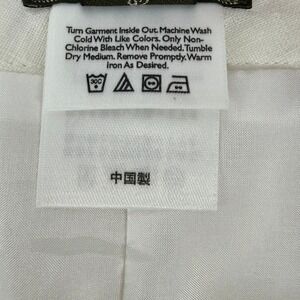 Turn Garment Inside Out. Machine Wash
Cold With Like Colors. Only Non-
Chlorine Bleach When Needed. Tumble
Dry Medium. Remove Promptly. Warm
Iron As Desired.
30C
中国製